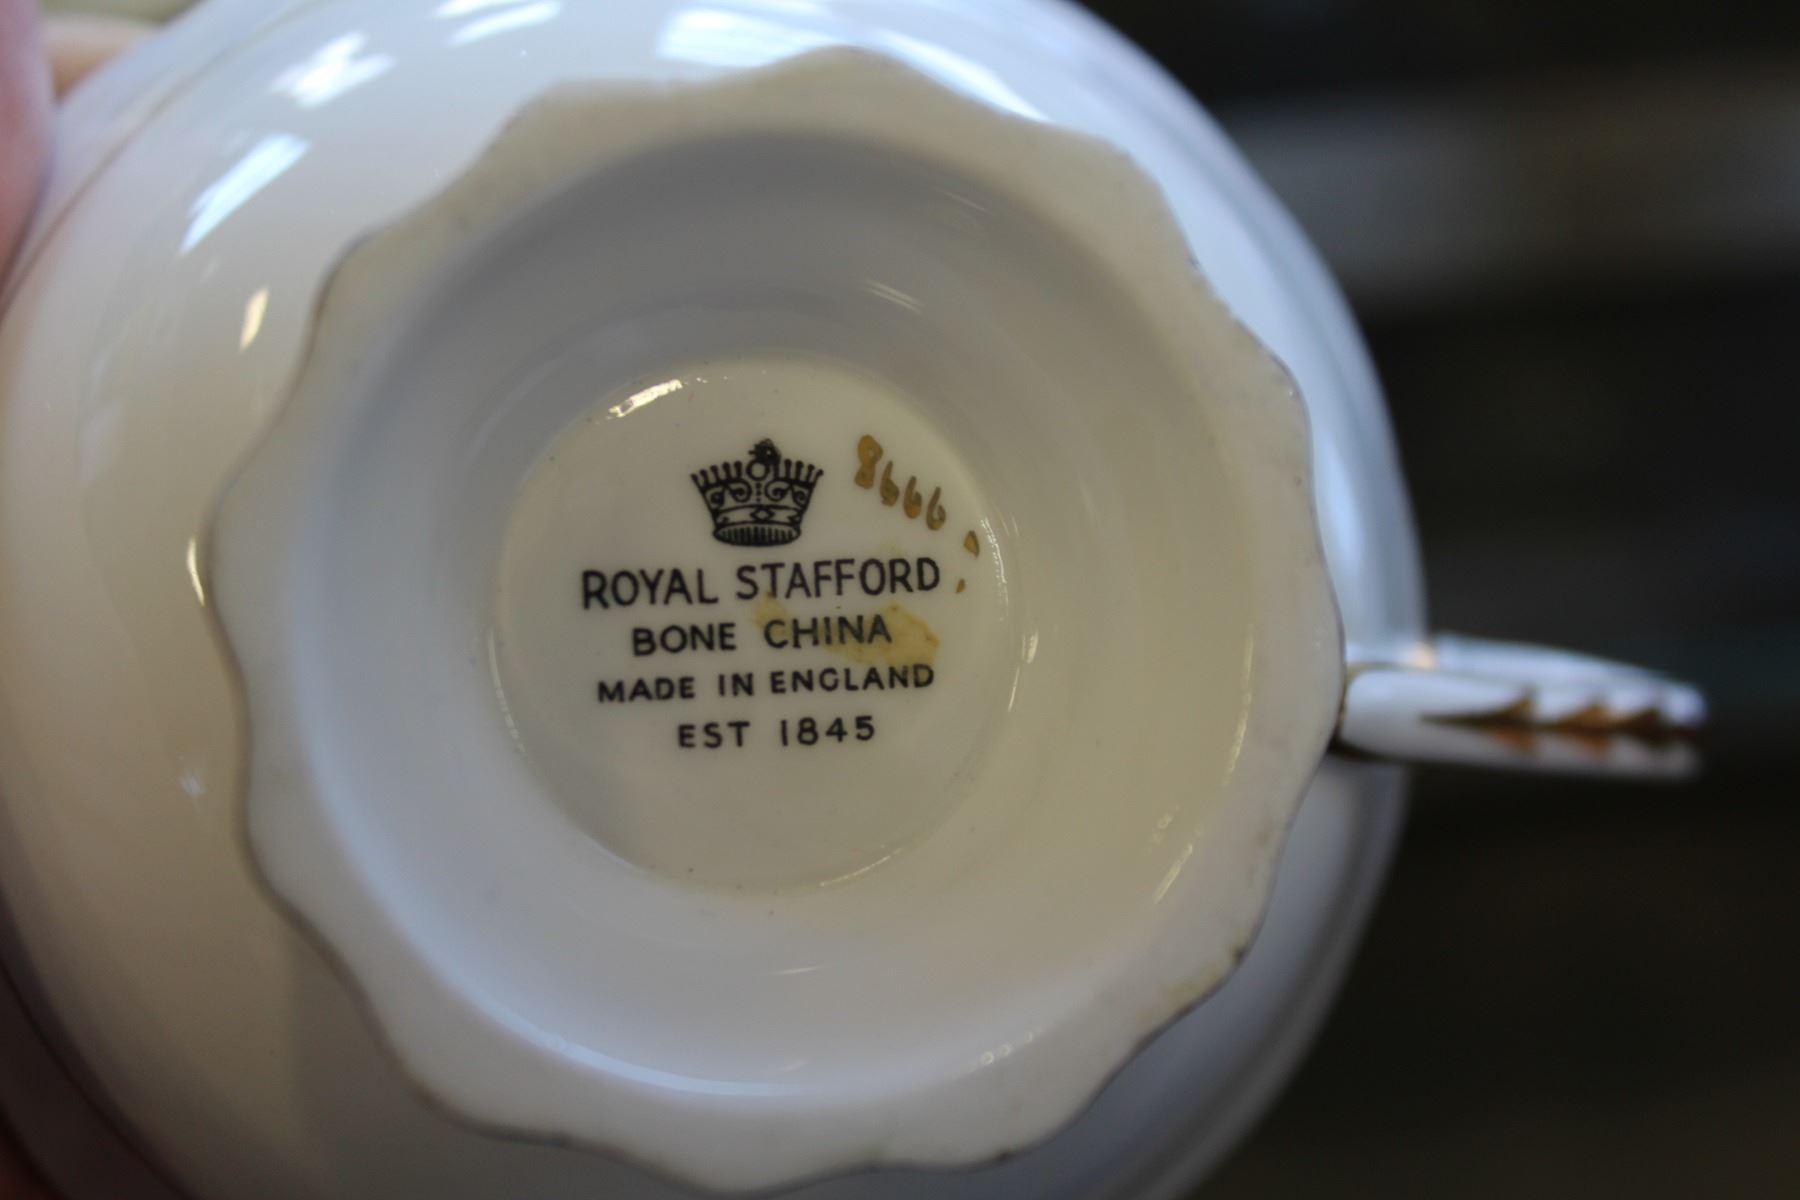 8666
ROYAL STAFFORD
BONE CHINA
MADE IN ENGLAND
EST 1845